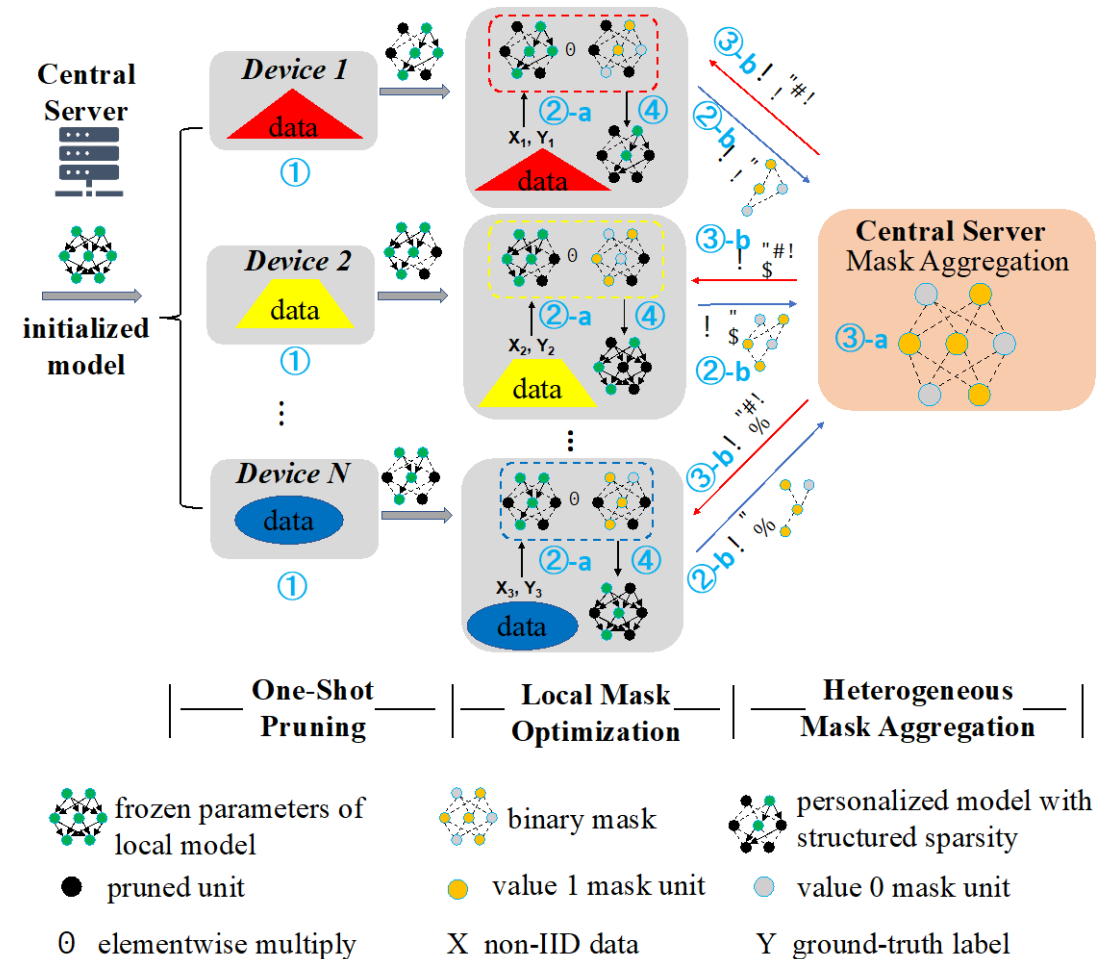 Central
Server
initialized
model
Device 1
data
①
Device 2
data
①
⋮
Device N
data
①
0
②-a
④
X1, Y1
data
0
②-a
④
X2, Y2
data
⋮
0
②-a
④
X3, Y3
data
③-b ! "#!
!
②-b ! "
!
③-b ! "#!
$
②-b ! "
$
③-b ! "#!
%
②-b ! "
%
Central Server
Mask Aggregation
③-a
One-Shot
Pruning
Local Mask
Optimization
Heterogeneous
Mask Aggregation
frozen parameters of
local model
binary mask
personalized model with
structured sparsity
pruned unit
value 1 mask unit
value 0 mask unit
0 elementwise multiply
X non-IID data
Y ground-truth label